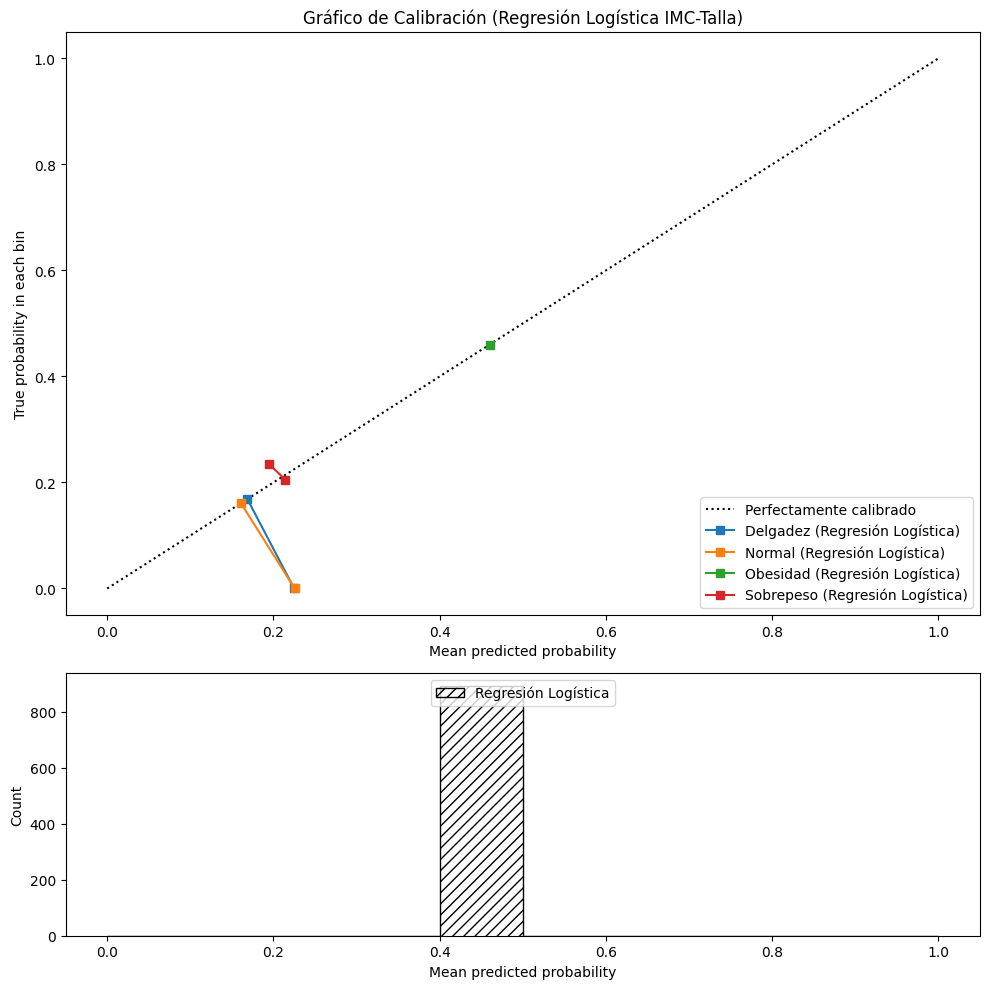 Gráfico de Calibración (Regresión Logística IMC-Talla)
True probability in each bin
1.0
0.8
0.6
0.4
0.2
0.0
Perfectamente calibrado
Delgadez (Regresión Logística)
Normal (Regresión Logística)
Obesidad (Regresión Logística)
Sobrepeso (Regresión Logística)
0.0 0.2 0.4 0.6 0.8 1.0
Mean predicted probability
Regresión Logística
Count
800
600
400
200
0
0.0 0.2 0.4 0.6 0.8 1.0
Mean predicted probability